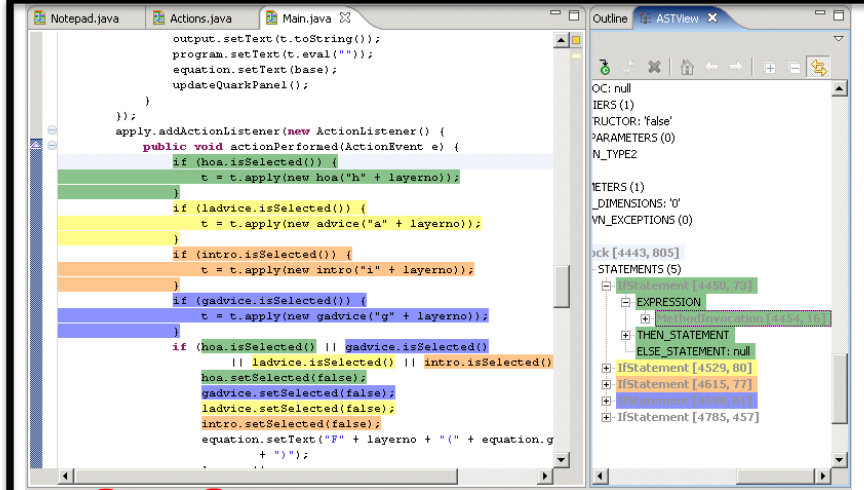 Notepad.java
Actions.java
Main.java
output.setText(t.toString());
program.setText(t.eval(""));
equation.setText(base);
updateQuarkPanel();
}
});
apply.addActionListener(new ActionListener() {
public void actionPerformed(ActionEvent e) {
if (hoa.isSelected()) {
t = t.apply(new hoa("h" + layerno));
}
if (ladvice.isSelected()) {
t = t.apply(new advice("a" + layerno));
}
if (intro.isSelected()) {
t = t.apply(new intro("i" + layerno));
}
if (gadvice.isSelected()) {
t = t.apply(new gadvice("g" + layerno));
}
if (hoa.isSelected() || gadvice.isSelected()
|| ladvice.isSelected() || intro.isSelected()
hoa.setSelected(false);
gadvice.setSelected(false);
ladvice.setSelected(false);
intro.setSelected(false);
equation.setText("F" + layerno + "(" + equation.g
+ ")");
Outline
ASTView
OC: null
IERS (1)
RUCTOR: 'false'
PARAMETERS (0)
N_TYPE2
METERS (1)
_DIMENSIONS: '0'
WN_EXCEPTIONS (0)
ock [4443, 805]
STATEMENTS (5)
IfStatement [4450, 73]
EXPRESSION
MethodInvocation [4454, 16]
THEN_STATEMENT
ELSE_STATEMENT: null
IfStatement [4529, 80]
IfStatement [4615, 77]
IfStatement [4698, 81]
IfStatement [4785, 457]